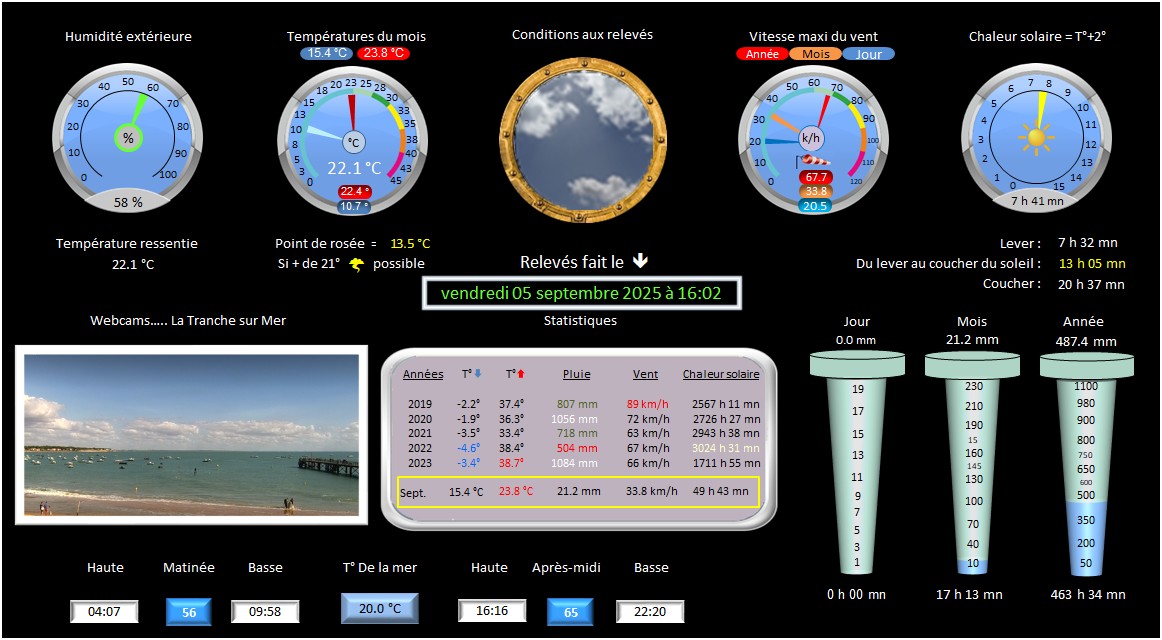 Humidité extérieure
Températures du mois
15.4 °C 23.8 °C
Conditions aux relevés
Vitesse maxi du vent
Année Mois Jour
Chaleur solaire = T°+2°
0 10 20 30 40 50 60 70 80 90 100
%
58 %
0 3 5 8 10 13 15 18 20 23 25 28 30 33 35 38 40 43 45
°C
22.1 °C
22.4 °
10.7 °
0 10 20 30 40 50 60 70 80 90 100 110 120
k/h
67.7
33.8
20.5
0 1 2 3 4 5 6 7 8 9 10 11 12 13 14 15
7 h 41 mn
Température ressentie
22.1 °C
Point de rosée = 13.5 °C
Si + de 21° possible
Relevés fait le
vendredi 05 septembre 2025 à 16:02
Lever : 7 h 32 mn
Du lever au coucher du soleil : 13 h 05 mn
Coucher : 20 h 37 mn
Webcams….. La Tranche sur Mer
Statistiques
Années T° T° Pluie Vent Chaleur solaire
2019 -2.2° 37.4° 807 mm 89 km/h 2567 h 11 mn
2020 -1.9° 36.3° 1056 mm 72 km/h 2726 h 27 mn
2021 -3.5° 33.4° 718 mm 63 km/h 2943 h 38 mn
2022 -4.6° 38.4° 504 mm 67 km/h 3024 h 31 mn
2023 -3.4° 38.7° 1084 mm 66 km/h 1711 h 55 mn
Sept. 15.4 °C 23.8 °C 21.2 mm 33.8 km/h 49 h 43 mn
Jour
0.0 mm
19
17
15
13
11
9
7
5
3
1
0 h 00 mn
Mois
21.2 mm
230
210
190
15
160
145
130
100
70
40
10
17 h 13 mn
Année
487.4 mm
1100
980
900
800
750
650
600
500
350
200
50
463 h 34 mn
Haute Matinée Basse
04:07 56 09:58
T° De la mer
20.0 °C
Haute Après-midi Basse
16:16 65 22:20